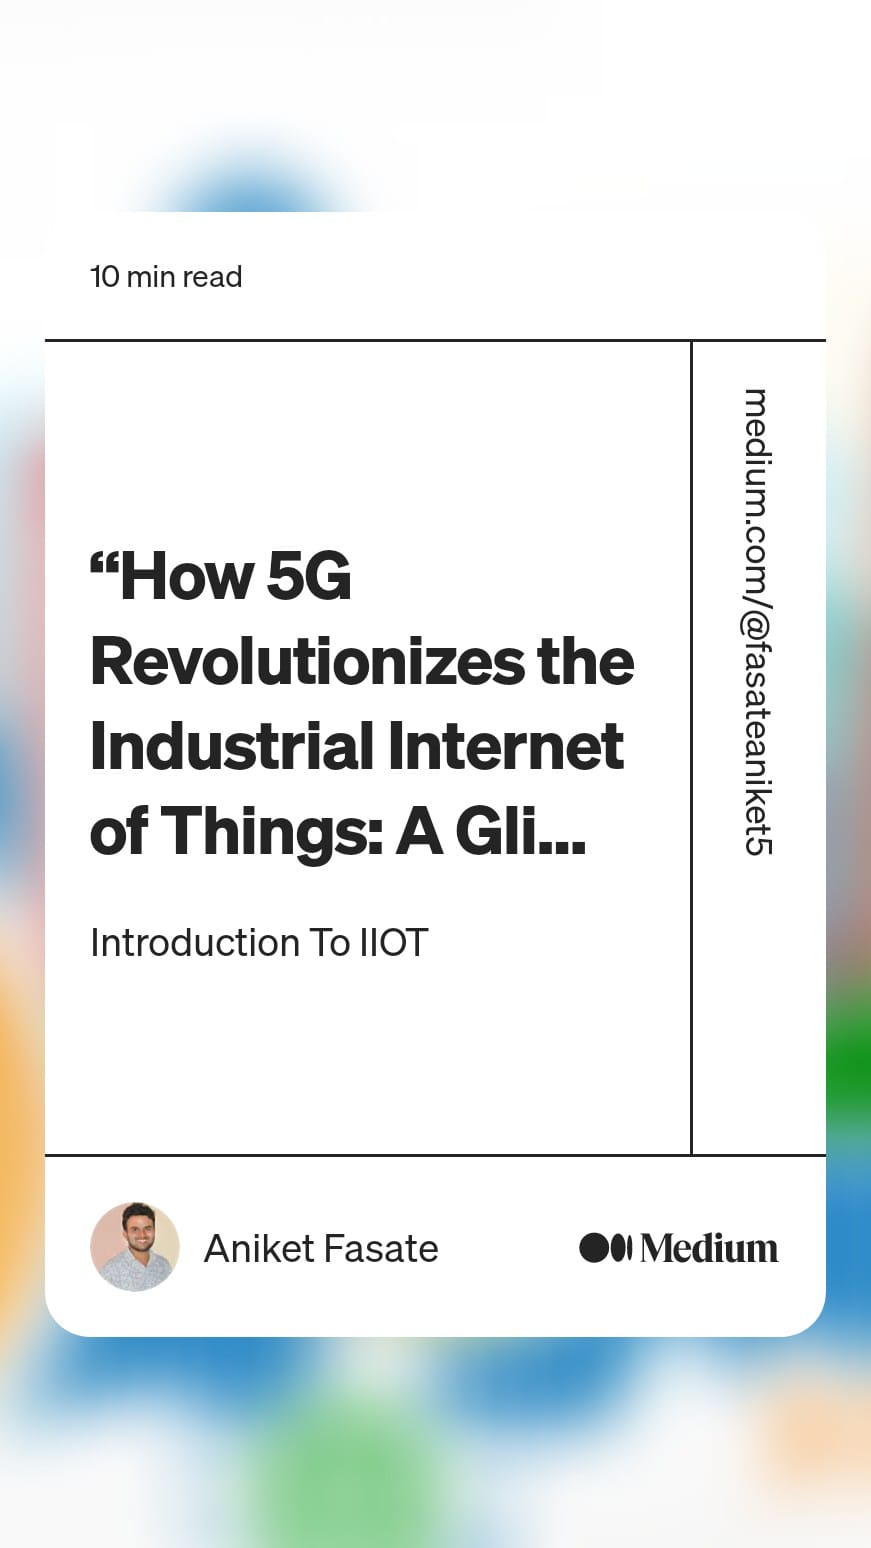 10 min read
“How 5G
Revolutionizes the
Industrial Internet
of Things: A Gli...
Introduction To IIOT
medium.com/@fasateaniket5
Aniket Fasate
Medium